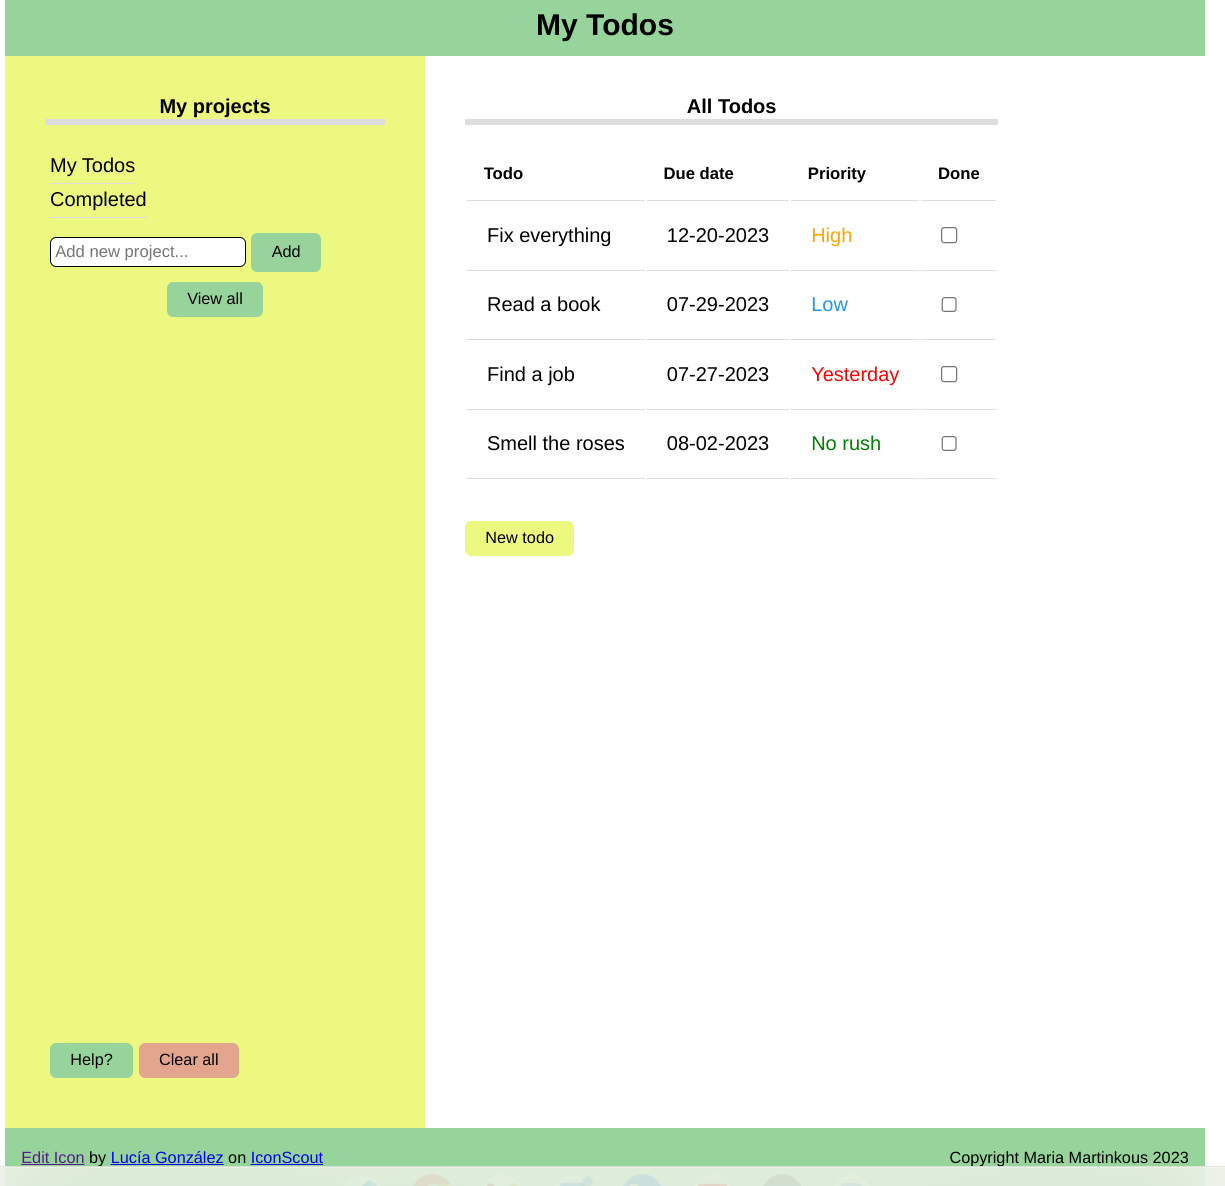 My Todos
My projects
My Todos
Completed
Add new project...
Add
View all
All Todos
Todo Due date Priority Done
Fix everything 12-20-2023 High
Read a book 07-29-2023 Low
Find a job 07-27-2023 Yesterday
Smell the roses 08-02-2023 No rush
New todo
Help?
Clear all
Edit Icon by Lucía González on IconScout
Copyright Maria Martinkous 2023